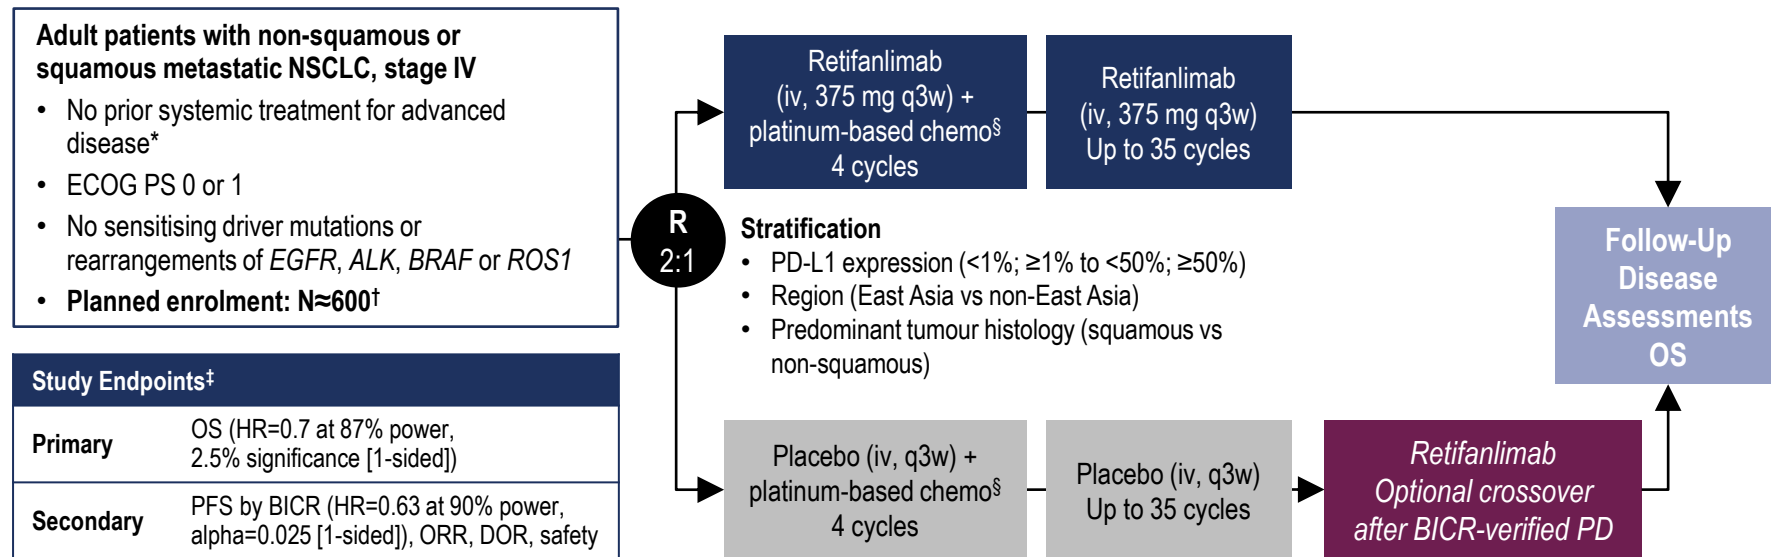 Adult patients with non-squamous or
squamous metastatic NSCLC, stage IV
• No prior systemic treatment for advanced
disease*
• ECOG PS 0 or 1
• No sensitising driver mutations or
rearrangements of EGFR, ALK, BRAF or ROS1
• Planned enrolment: N≈600†
Study Endpoints‡
Primary
OS (HR=0.7 at 87% power,
2.5% significance [1-sided])
Secondary
PFS by BICR (HR=0.63 at 90% power,
alpha=0.025 [1-sided]), ORR, DOR, safety
R
2:1
Retifanlimab
(iv, 375 mg q3w) +
platinum-based chemo§
4 cycles
Retifanlimab
(iv, 375 mg q3w)
Up to 35 cycles
Stratification
• PD-L1 expression (<1%; ≥1% to <50%; ≥50%)
• Region (East Asia vs non-East Asia)
• Predominant tumour histology (squamous vs
non-squamous)
Placebo (iv, q3w) +
platinum-based chemo§
4 cycles
Placebo (iv, q3w)
Up to 35 cycles
Retifanlimab
Optional crossover
after BICR-verified PD
Follow-Up
Disease
Assessments
OS